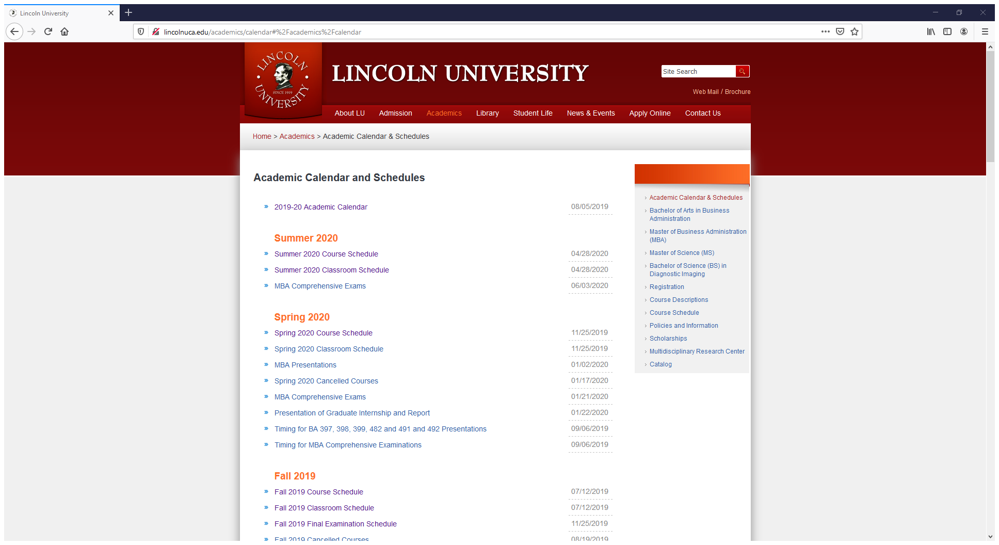 Lincoln University
lincolnuca.edu/academics/calendar#%2Facademics%2Fcalendar
LINCOLN
UNIVERSITY
SINCE 1919
LINCOLN UNIVERSITY
Site Search
Web Mail / Brochure
About LU Admission Academics Library Student Life News & Events Apply Online Contact Us
Home > Academics > Academic Calendar & Schedules
Academic Calendar and Schedules
2019-20 Academic Calendar 08/05/2019
Summer 2020
Summer 2020 Course Schedule 04/28/2020
Summer 2020 Classroom Schedule 04/28/2020
MBA Comprehensive Exams 06/03/2020
Spring 2020
Spring 2020 Course Schedule 11/25/2019
Spring 2020 Classroom Schedule 11/25/2019
MBA Presentations 01/02/2020
Spring 2020 Cancelled Courses 01/17/2020
MBA Comprehensive Exams 01/21/2020
Presentation of Graduate Internship and Report 01/22/2020
Timing for BA 397, 398, 399, 482 and 491 and 492 Presentations 09/06/2019
Timing for MBA Comprehensive Examinations 09/06/2019
Fall 2019
Fall 2019 Course Schedule 07/12/2019
Fall 2019 Classroom Schedule 07/12/2019
Fall 2019 Final Examination Schedule 11/25/2019
Fall 2019 Cancelled Courses 08/19/2019
Academic Calendar & Schedules
Bachelor of Arts in Business
Administration
Master of Business Administration
(MBA)
Master of Science (MS)
Bachelor of Science (BS) in
Diagnostic Imaging
Registration
Course Descriptions
Course Schedule
Policies and Information
Scholarships
Multidisciplinary Research Center
Catalog